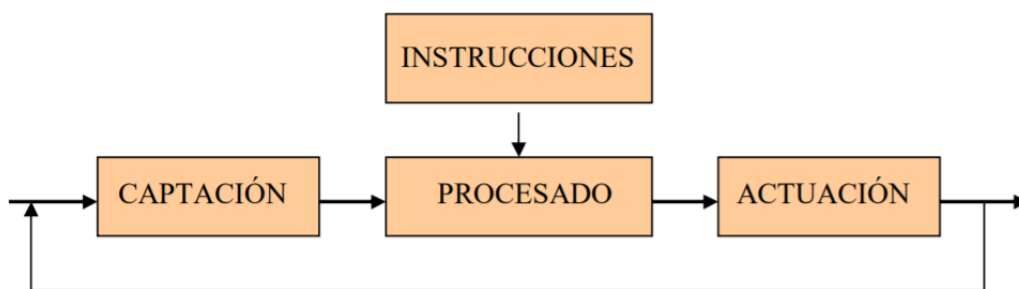 INSTRUCCIONES
CAPTACIÓN
PROCESADO
ACTUACIÓN